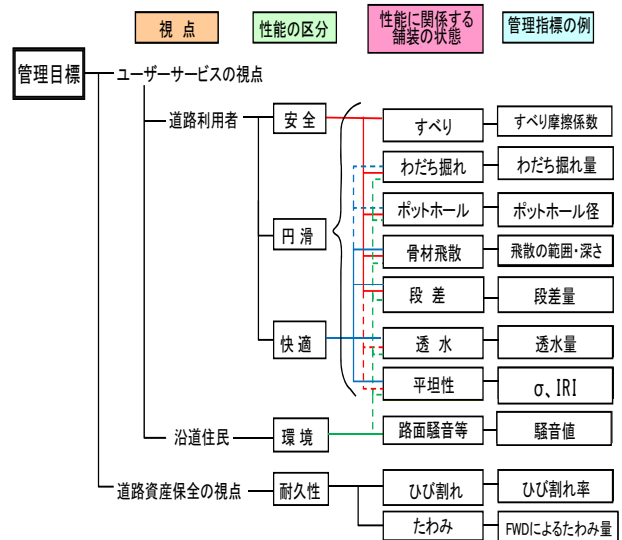 視点
性能の区分
性能に関係する
舗装の状態
管理指標の例
管理目標
ユーザーサービスの視点
道路利用者
安全
すべり
すべり摩擦係数
わだち掘れ
わだち掘れ量
ポットホール
ポットホール径
円滑
骨材飛散
飛散の範囲・深さ
段差
段差量
快適
透水
透水量
平坦性
σ、IRI
沿道住民
環境
路面騒音等
騒音値
道路資産保全の視点
耐久性
ひび割れ
ひび割れ率
たわみ
FWDによるたわみ量